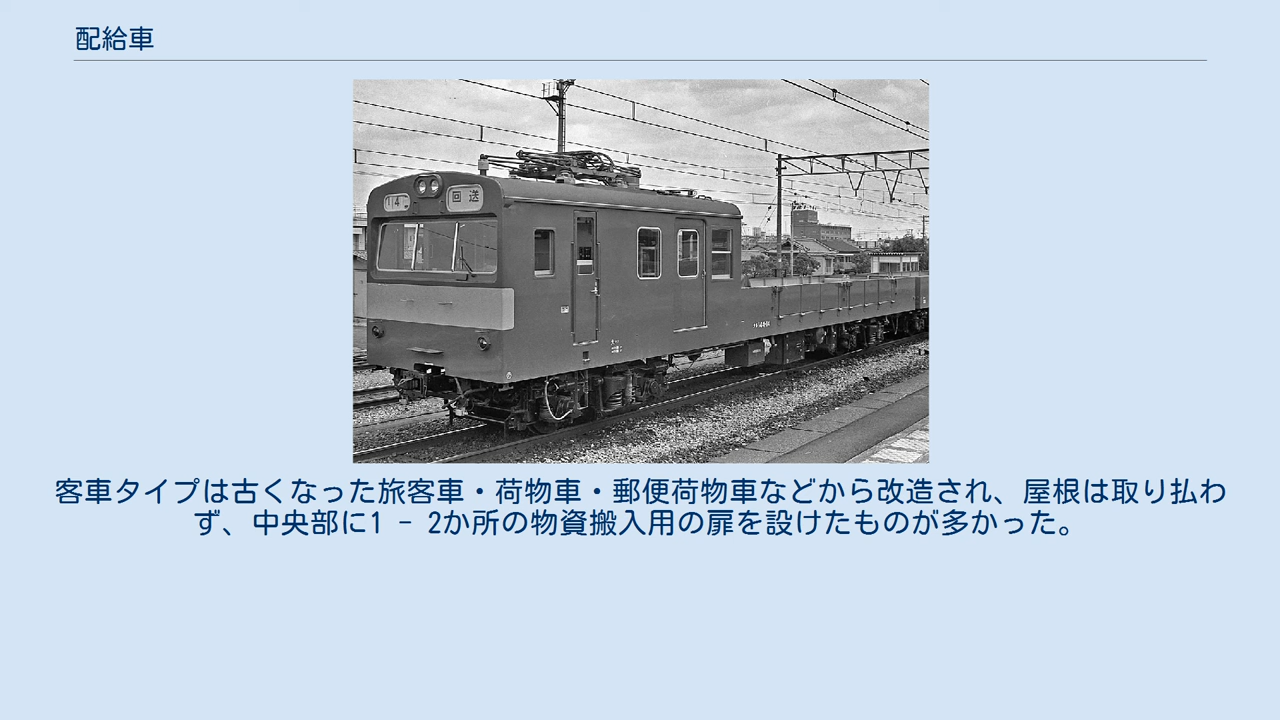 配給車
14
回送
客車タイプは古くなった旅客車・荷物車・郵便荷物車などから改造され、屋根は取り払わ
ず、中央部に1 - 2か所の物資搬入用の扉を設けたものが多かった。